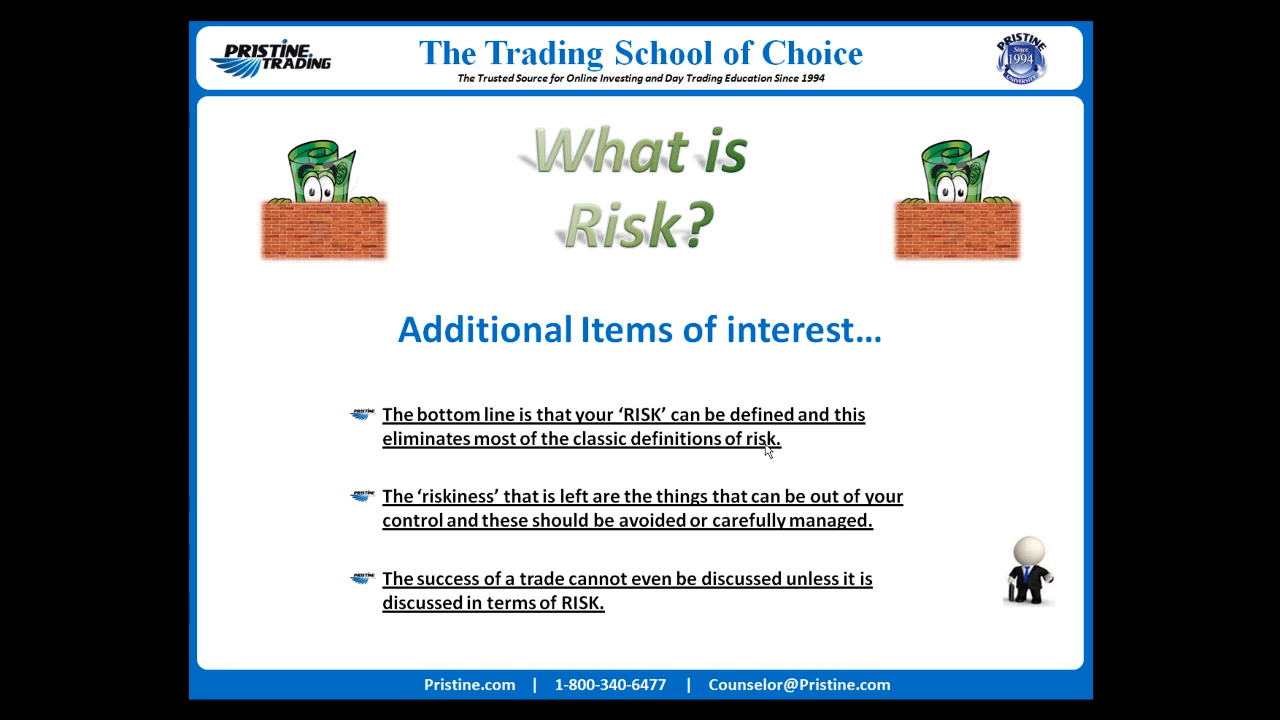 PRISTINE.
TRADING
The Trading School of Choice
The Trusted Source for Online Investing and Day Trading Education Since 1994
PRISTINE
Since
1994
UNIVERSITY
What is
Risk?
Additional Items of interest...
PRISTINE
The bottom line is that your ‘RISK’ can be defined and this
eliminates most of the classic definitions of risk.
PRISTINE
The ‘riskiness’ that is left are the things that can be out of your
control and these should be avoided or carefully managed.
PRISTINE
The success of a trade cannot even be discussed unless it is
discussed in terms of RISK.
Pristine.com | 1-800-340-6477 | Counselor@Pristine.com